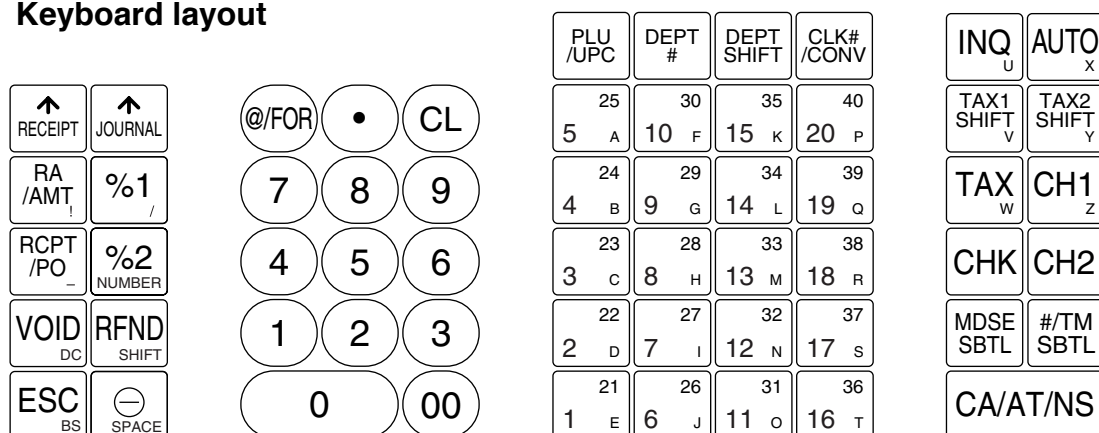 Keyboard layout
RECEIPT
JOURNAL
RA
/AMT
!
%1
/
RCPT
/PO
_
%2
NUMBER
VOID
DC
RFND
SHIFT
ESC
BS
SPACE
@/FOR
•
CL
7
8
9
4
5
6
1
2
3
0
00
PLU
/UPC
DEPT
#
DEPT
SHIFT
CLK#
/CONV
25
5 A
30
10 F
35
15 K
40
20 P
24
4 B
29
9 G
34
14 L
39
19 Q
23
3 C
28
8 H
33
13 M
38
18 R
22
2 D
27
7 I
32
12 N
37
17 S
21
1 E
26
6 J
31
11 O
36
16 T
INQ
U
AUTO
X
TAX1
SHIFT
V
TAX2
SHIFT
Y
TAX
W
CH1
Z
CHK
CH2
MDSE
SBTL
#/TM
SBTL
CA/AT/NS